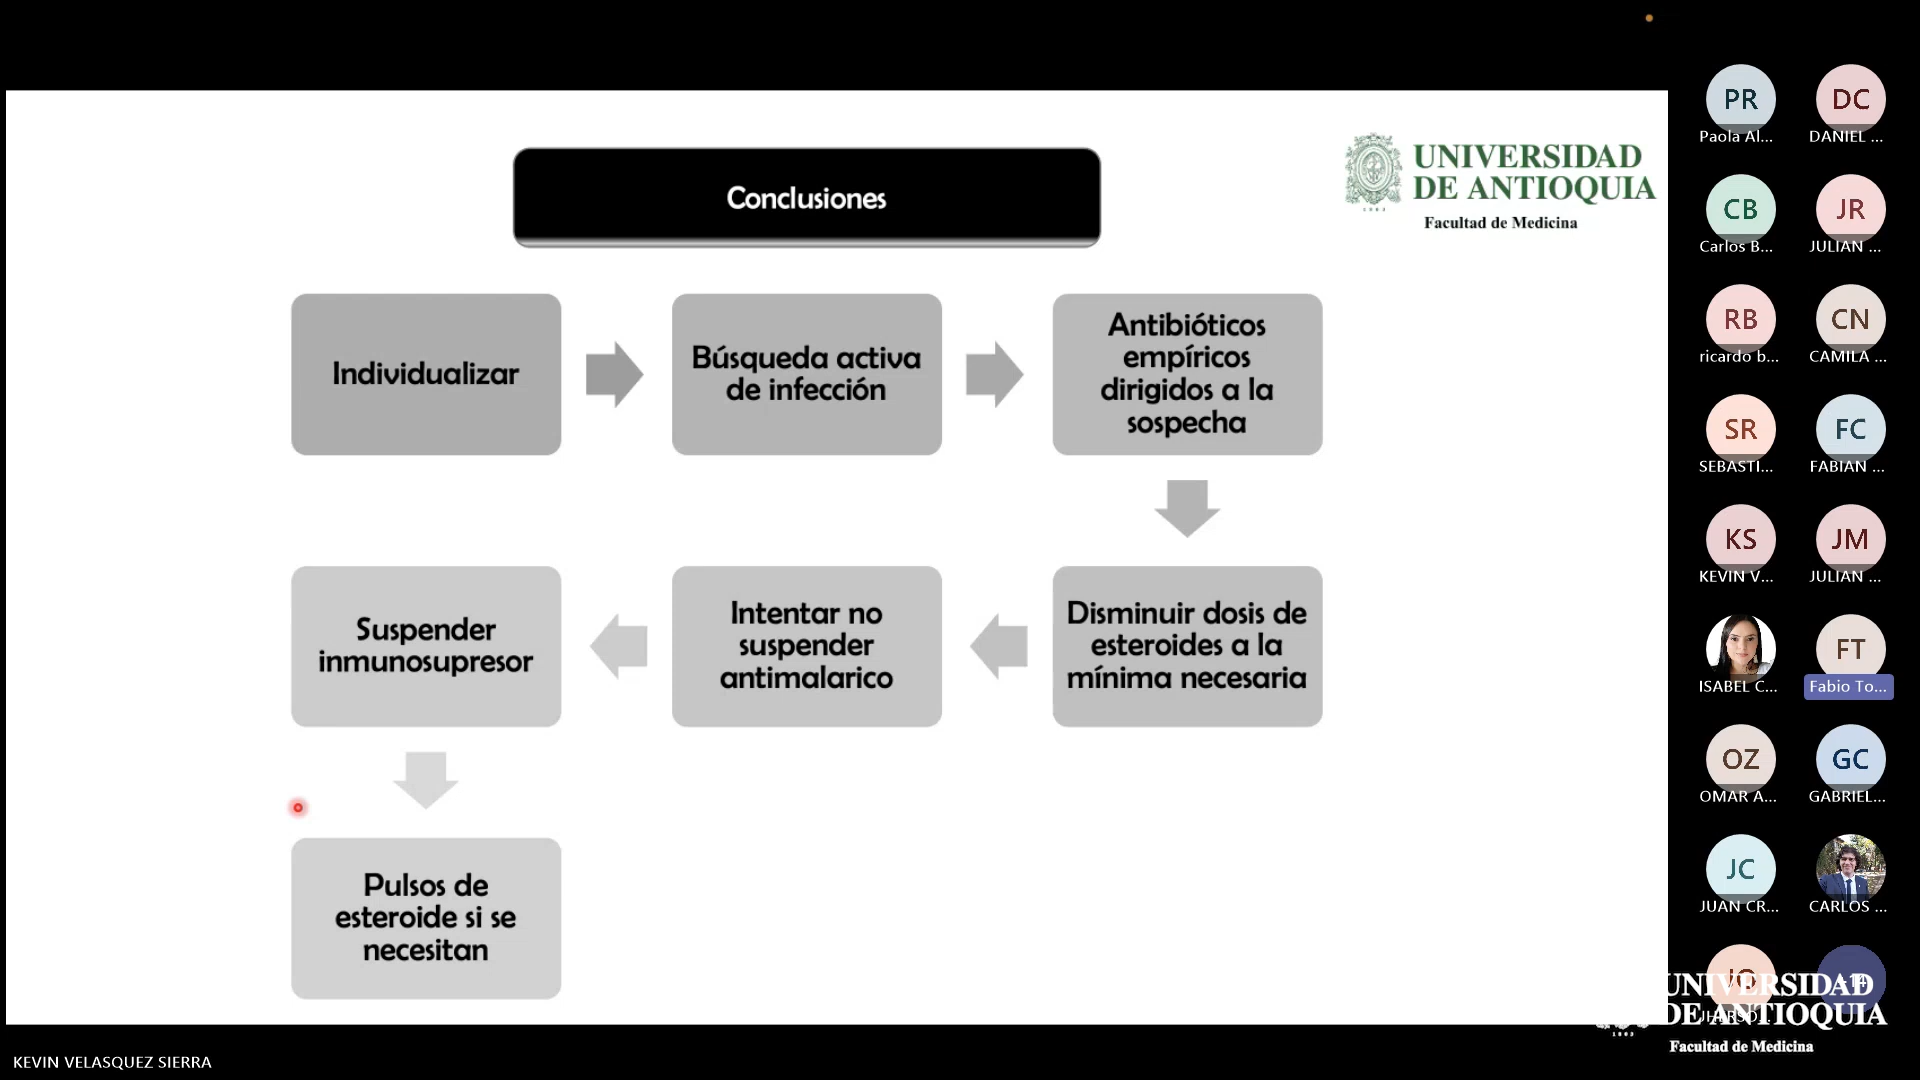 Conclusiones
UNIVERSIDAD
DE ANTIOQUIA
1803
Facultad de Medicina
Individualizar
Búsqueda activa
de infección
Antibióticos
empíricos
dirigidos a la
sospecha
Disminuir dosis de
esteroides a la
mínima necesaria
Intentar no
suspender
antimalarico
Suspender
inmunosupresor
Pulsos de
esteroide si se
necesitan
PR
Paola Al...
DC
DANIEL ...
CB
Carlos B...
JR
JULIAN ...
RB
ricardo b...
CN
CAMILA ...
SR
SEBASTI...
FC
FABIAN ...
KS
KEVIN V...
JM
JULIAN ...
ISABEL C...
FT
Fabio To...
OZ
OMAR A...
GC
GABRIEL...
JC
JUAN CR...
CARLOS ...
UNIVERSIDAD
DE ANTIOQUIA
1803
Facultad de Medicina
KEVIN VELASQUEZ SIERRA